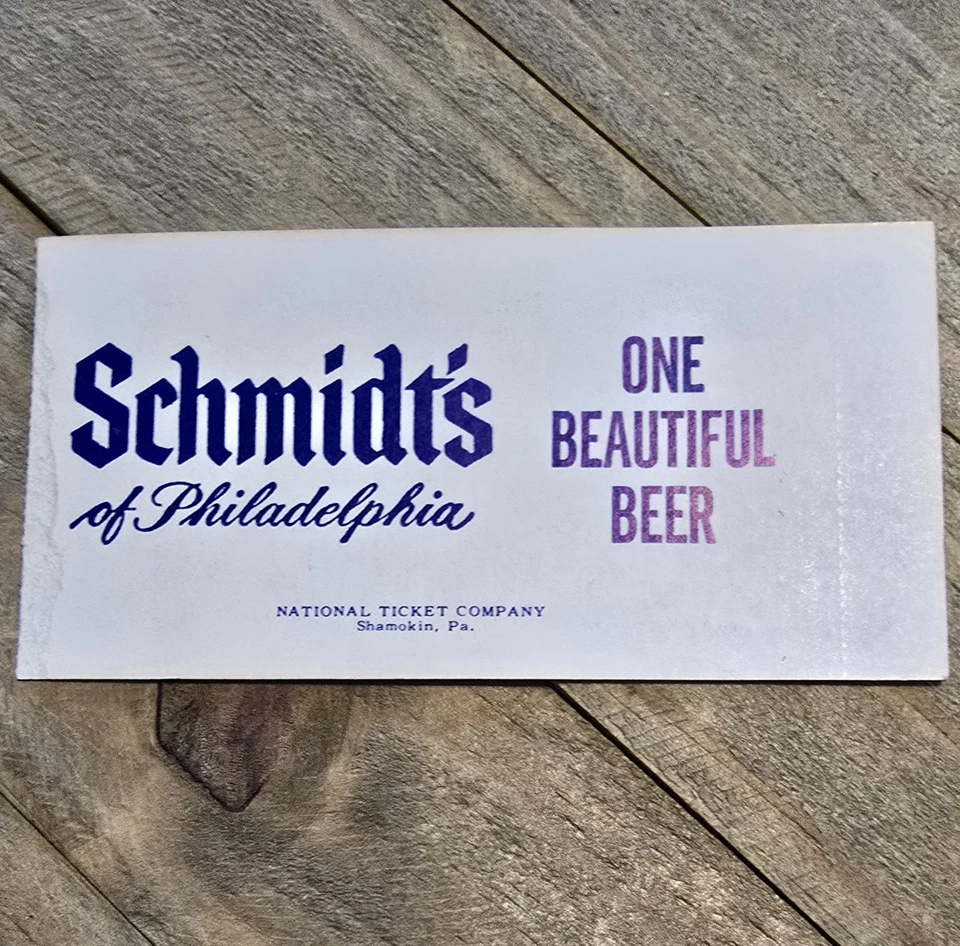 Schmidt's
of Philadelphia
ONE
BEAUTIFUL
BEER
NATIONAL TICKET COMPANY
Shamokin, Pa.